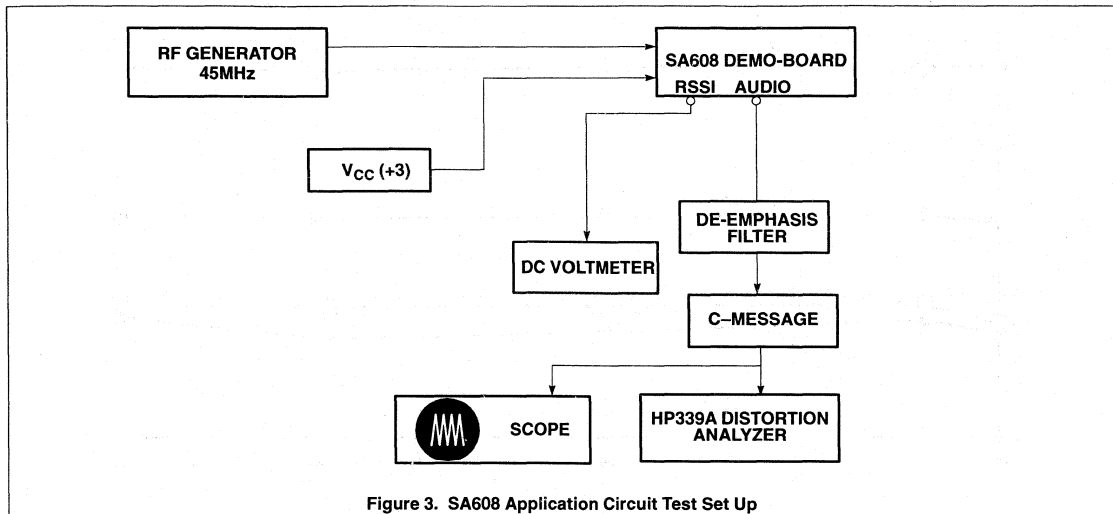 RF GENERATOR
45MHz
SA608 DEMO-BOARD
RSSI AUDIO
VCC (+3)
DE-EMPHASIS
FILTER
DC VOLTMETER
C–MESSAGE
SCOPE
HP339A DISTORTION
ANALYZER
Figure 3. SA608 Application Circuit Test Set Up